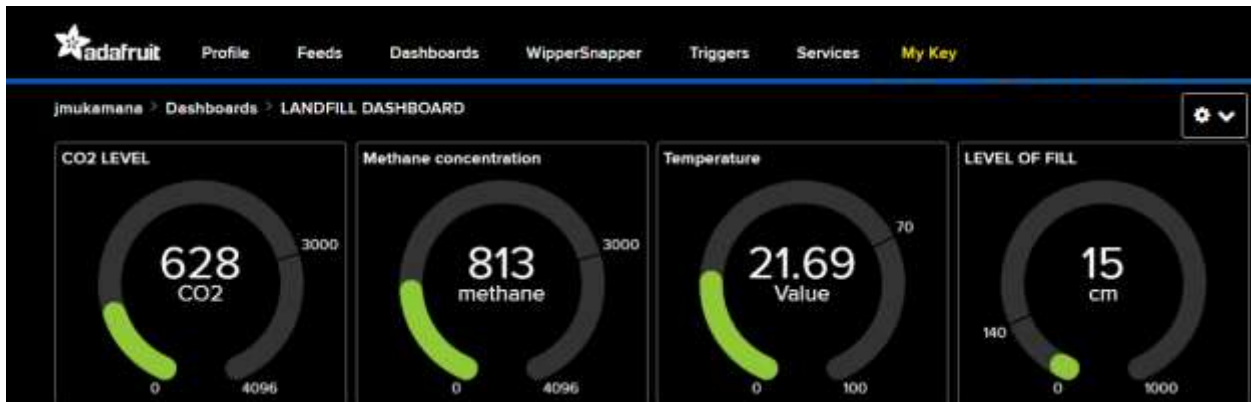 adafruit Profile Feeds Dashboards WipperSnapper Triggers Services My Key
jmukamana > Dashboards > LANDFILL DASHBOARD
CO2 LEVEL
3000
628
CO2
0 4096
Methane concentration
3000
813
methane
0 4096
Temperature
70
21.69
Value
0 100
LEVEL OF FILL
15
cm
140
0 1000